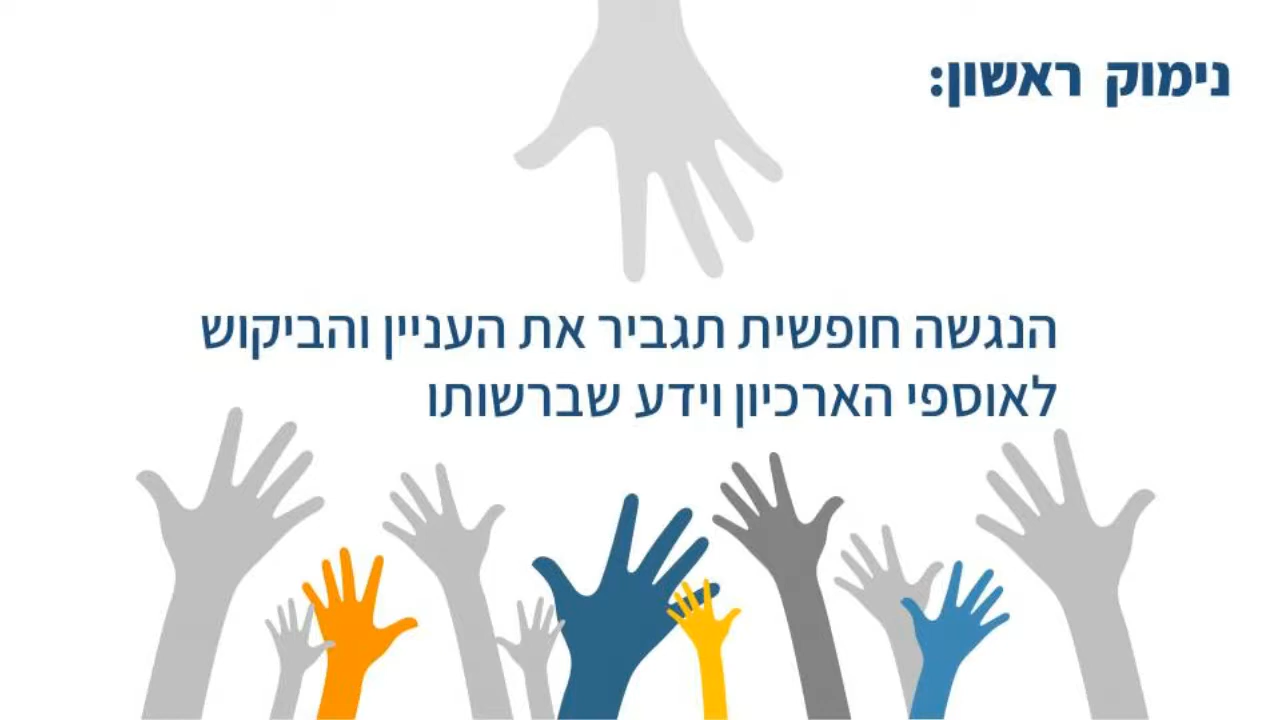 נימוק ראשון:
הנגשה חופשית תגביר את העניין והביקוש
לאוספי הארכיון וידע שברשותו